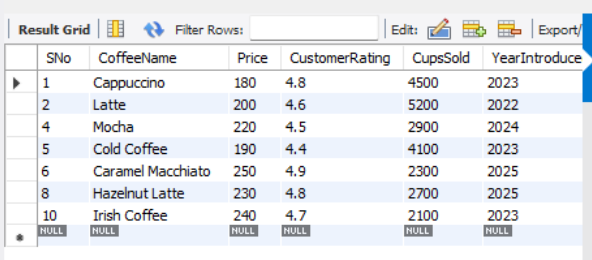 Result Grid Filter Rows: Edit: Export/
SNo CoffeeName Price CustomerRating CupsSold YearIntroduce
1 Cappuccino 180 4.8 4500 2023
2 Latte 200 4.6 5200 2022
4 Mocha 220 4.5 2900 2024
5 Cold Coffee 190 4.4 4100 2023
6 Caramel Macchiato 250 4.9 2300 2025
8 Hazelnut Latte 230 4.8 2700 2025
10 Irish Coffee 240 4.7 2100 2023
NULL NULL NULL NULL NULL NULL